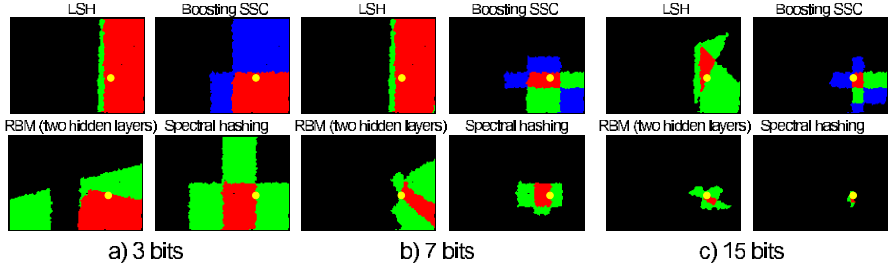 LSH Boosting SSC LSH Boosting SSC LSH Boosting SSC
RBM (two hidden layers) Spectral hashing RBM (two hidden layers) Spectral hashing RBM (two hidden layers) Spectral hashing
a) 3 bits b) 7 bits c) 15 bits